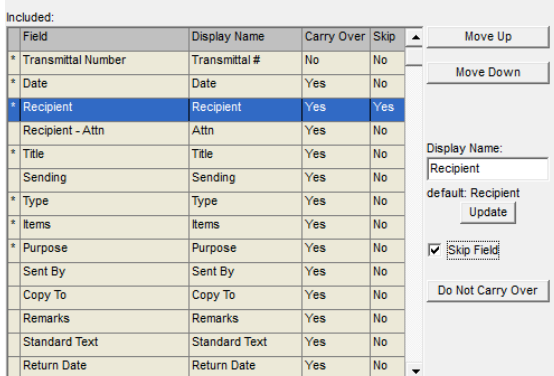 Included:
Field Display Name Carry Over Skip
* Transmittal Number Transmittal # No No
* Date Date Yes No
* Recipient Recipient Yes Yes
Recipient - Attn Attn Yes No
* Title Title Yes No
Sending Sending Yes No
* Type Type Yes No
* Items Items Yes No
* Purpose Purpose Yes No
Sent By Sent By Yes No
Copy To Copy To Yes No
Remarks Remarks Yes No
Standard Text Standard Text Yes No
Return Date Return Date Yes No
Move Up
Move Down
Display Name:
Recipient
default: Recipient
Update
Skip Field
Do Not Carry Over